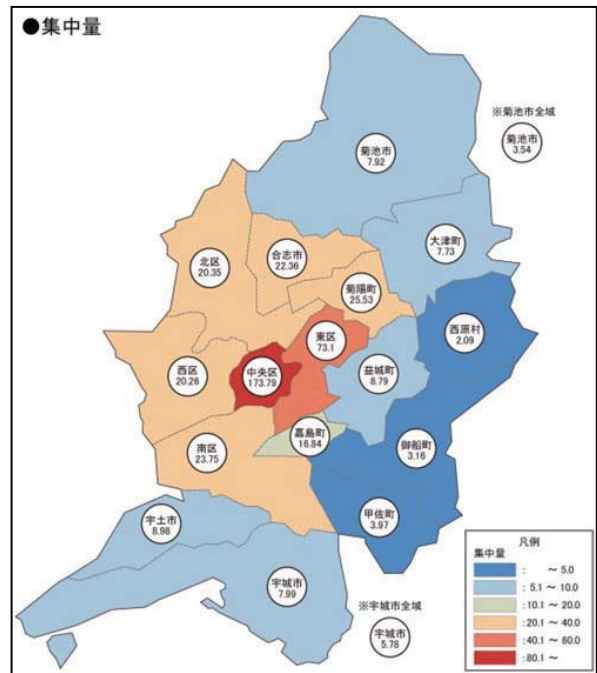 ●集中量
※菊池市全域
菊池市
3.54
菊池市
7.92
大津町
7.73
合志市
22.36
北区
20.35
菊陽町
25.53
西原村
2.09
東区
73.1
西区
20.26
中央区
173.79
益城町
8.79
嘉島町
16.84
御船町
3.16
南区
23.75
甲佐町
3.97
宇土市
8.98
宇城市
7.99
※宇城市全域
宇城市
5.78
凡例
集中量
: ～ 5.0
: 5.1 ～ 10.0
:10.1 ～ 20.0
:20.1 ～ 40.0
:40.1 ～ 80.0
:80.1 ～